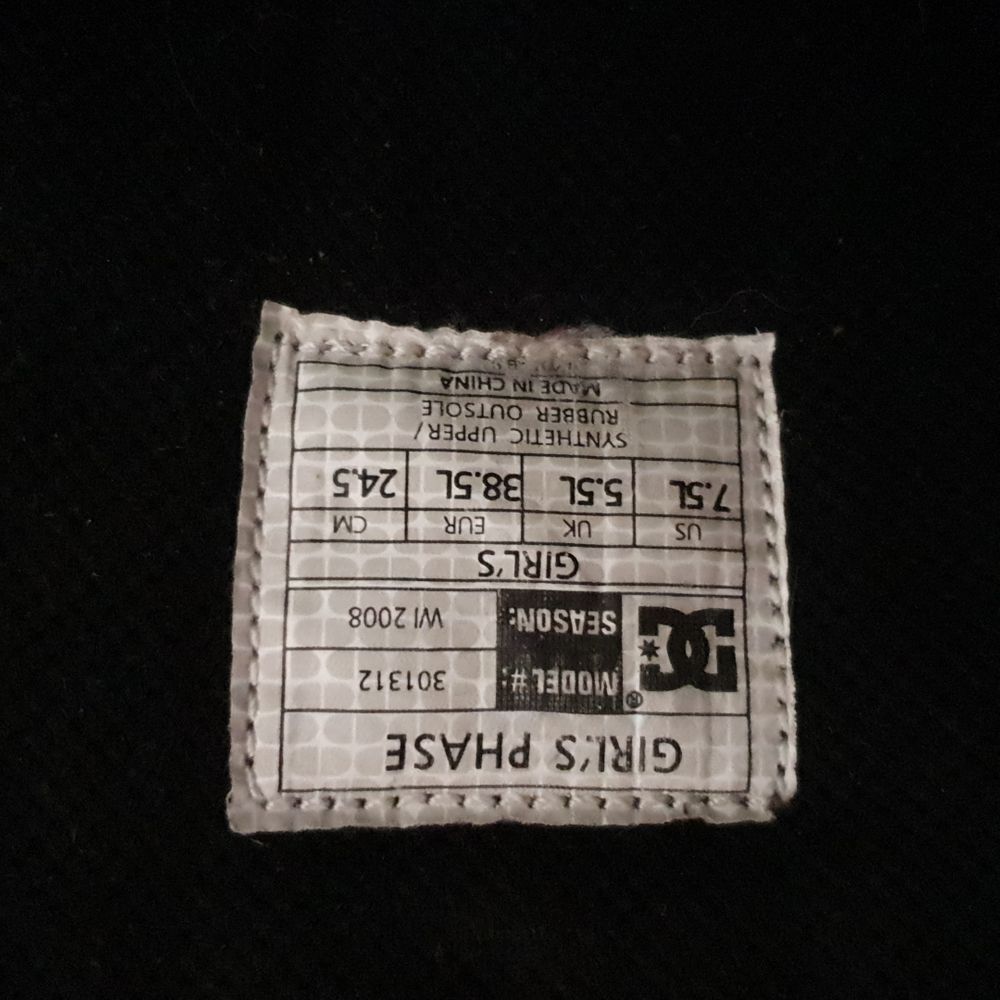 GIRL'S PHASE
DC ®
MODEL#: 301312
SEASON: WI 2008
GIRL'S
US UK EUR CM
7.5L 5.5L 38.5L 24.5
SYNTHETIC UPPER/
RUBBER OUTSOLE
MADE IN CHINA